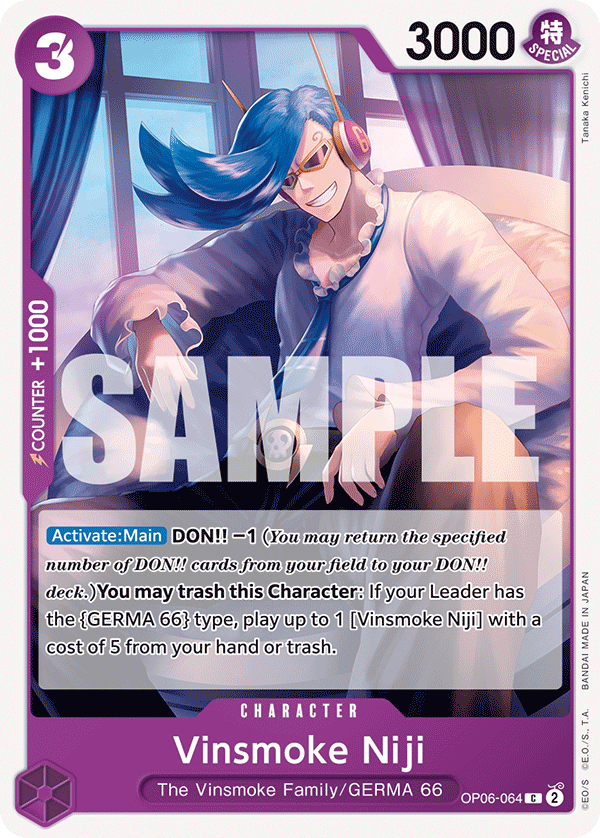 3
3000
特
SPECIAL
Tanaka Kenichi
COUNTER +1000
SAMPLE
Activate:Main DON!! −1 (You may return the specified
number of DON!! cards from your field to your DON!!
deck.)You may trash this Character: If your Leader has
the {GERMA 66} type, play up to 1 [Vinsmoke Niji] with a
cost of 5 from your hand or trash.
©EO/S ©E.O./S., T.A. BANDAI MADE IN JAPAN
CHARACTER
Vinsmoke Niji
The Vinsmoke Family/GERMA 66
OP06-064 C 2